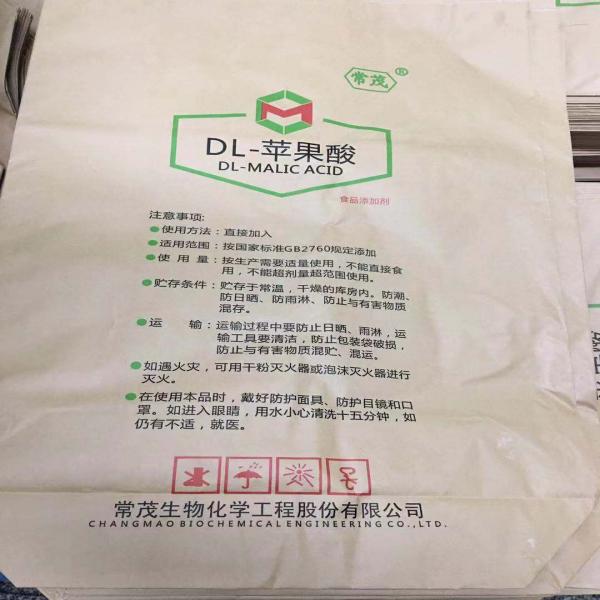 常茂®
DL-苹果酸
DL-MALIC ACID
食品添加剂
注意事项:
使用方法：直接加入
适用范围：按国家标准GB2760规定添加
使 用 量：按生产需要适量使用，不能直接食
用，不能超剂量超范围使用。
贮存条件：贮存于常温，干燥的库房内。防潮、
防日晒、防雨淋、防止与有害物质
混存。
运 输：运输过程中要防止日晒、雨淋，运
输工具要清洁，防止包装袋破损，
防止与有害物质混贮、混运。
如遇火灾，可用干粉灭火器或泡沫灭火器进行
灭火。
在使用本品时，戴好防护面具、防护目镜和口
罩。如进入眼睛，用水小心清洗十五分钟，如
仍有不适，就医。
常茂生物化学工程股份有限公司
CHANGMAO BIOCHEMICAL ENGINEERING CO.,LTD.